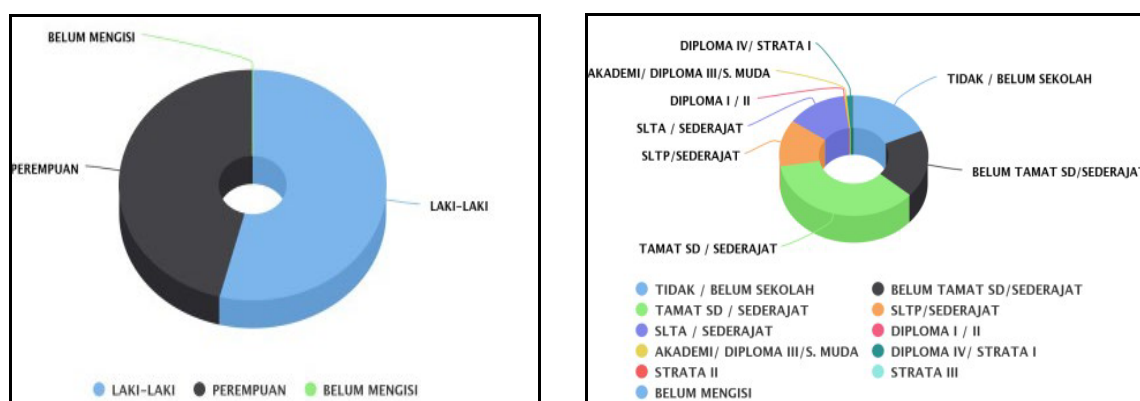 BELUM MENGISI
PEREMPUAN
LAKI-LAKI
LAKI-LAKI PEREMPUAN BELUM MENGISI
DIPLOMA IV/ STRATA I
AKADEMI/ DIPLOMA III/S. MUDA
TIDAK / BELUM SEKOLAH
DIPLOMA I / II
SLTA / SEDERAJAT
SLTP/SEDERAJAT
BELUM TAMAT SD/SEDERAJAT
TAMAT SD / SEDERAJAT
TIDAK / BELUM SEKOLAH BELUM TAMAT SD/SEDERAJAT
TAMAT SD / SEDERAJAT SLTP/SEDERAJAT
SLTA / SEDERAJAT DIPLOMA I / II
AKADEMI/ DIPLOMA III/S. MUDA DIPLOMA IV/ STRATA I
STRATA II STRATA III
BELUM MENGISI